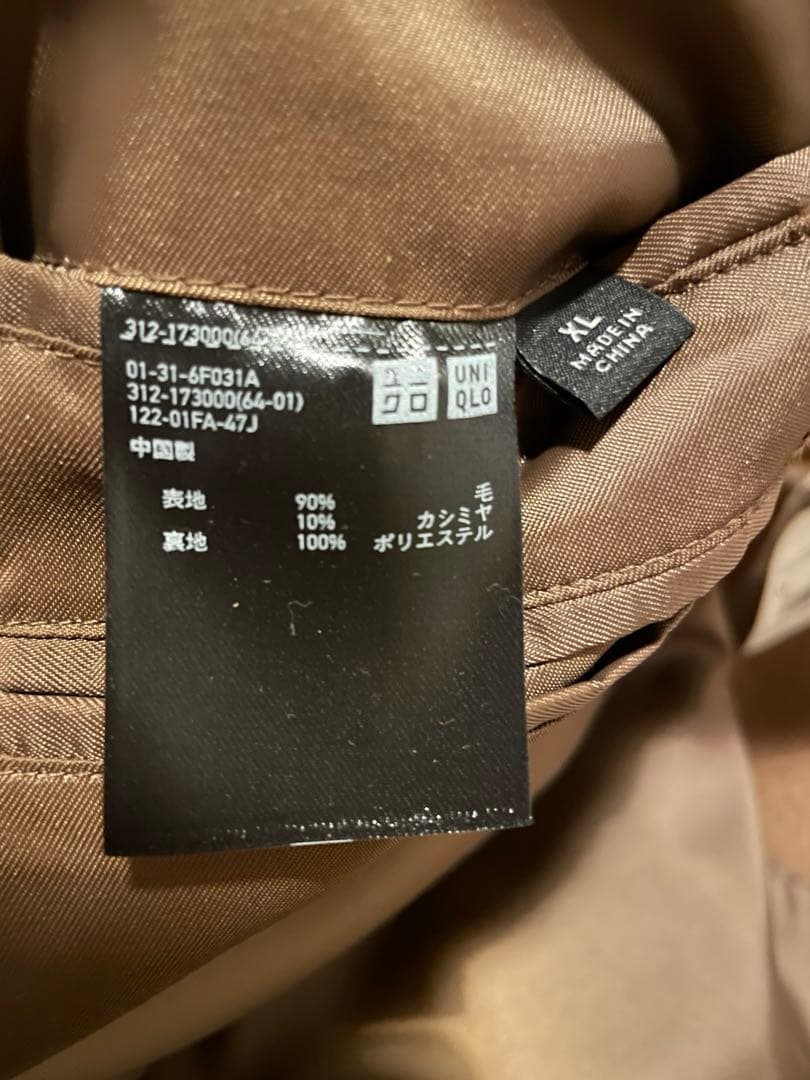 312-173000(64
01-31-6F031A
312-173000(64-01)
122-01FA-47J
中国製
ユニ
クロ
UNI
QLO
XL
MADE IN
CHINA
表地 90% 毛
10% カシミヤ
裏地 100% ポリエステル